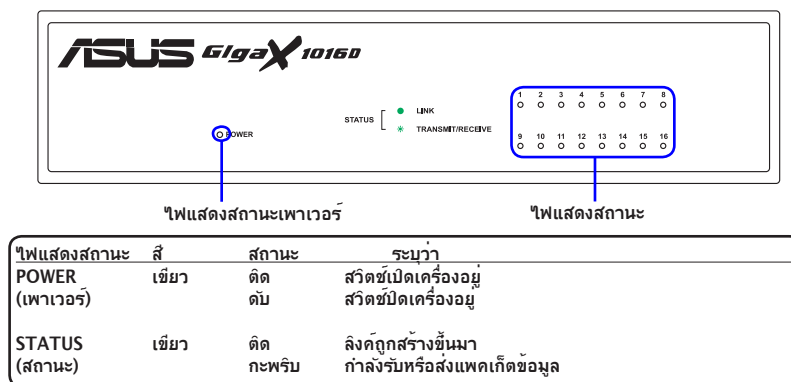 ASUS GigaX 1016D
1 2 3 4 5 6 7 8
STATUS LINK
TRANSMIT/RECEIVE
POWER
9 10 11 12 13 14 15 16
ไฟแสดงสถานะเพาเวอร์ ไฟแสดงสถานะ
ไฟแสดงสถานะ สี สถานะ ระบุว่า
POWER เขียว ติด สวิตช์เปิดเครื่องอยู่
(เพาเวอร์) ดับ สวิตช์ปิดเครื่องอยู่
STATUS เขียว ติด ลิงค์ถูกสร้างขึ้นมา
(สถานะ) กะพริบ กำลังรับหรือส่งแพคเก็ตข้อมูล